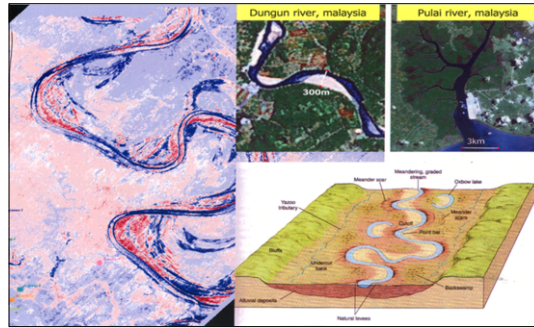 Dungun river, malaysia
Pulai river, malaysia
300m
3km
Meandering, graded
stream
Meander scar
Oxbow lake
Yazoo
tributary
Meander
scars
Cutoff
Point bar
Bluffs
Undercut
bank
Alluvial deposits
Backswamp
Natural levees